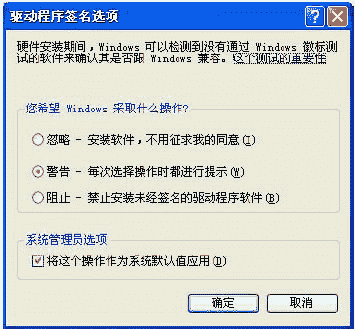 驱动程序签名选项
硬件安装期间，Windows 可以检测到没有通过 Windows 徽标测
试的软件来确认其是否跟 Windows 兼容。这个测试的重要性
您希望 Windows 采取什么操作?
忽略 - 安装软件，不用征求我的同意(I)
警告 - 每次选择操作时都进行提示(W)
阻止 - 禁止安装未经签名的驱动程序软件(B)
系统管理员选项
将这个操作作为系统默认值应用(D)
确定 取消